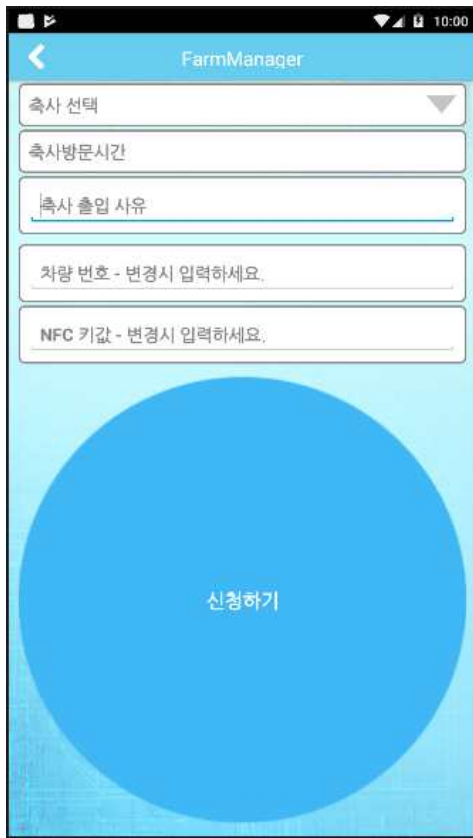 10:00
FarmManager
축사 선택
축사방문시간
축사 출입 사유
차량 번호 - 변경시 입력하세요.
NFC 키값 - 변경시 입력하세요.
신청하기